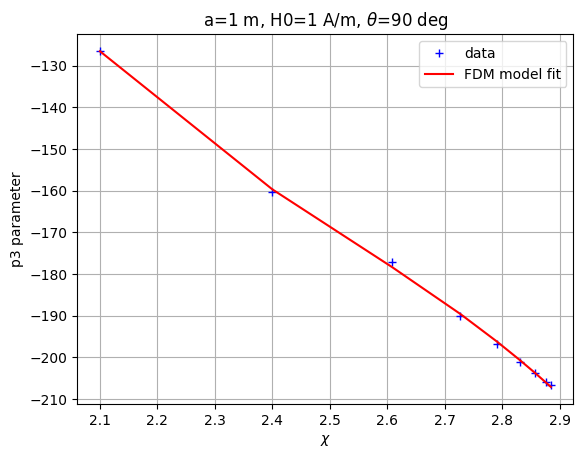 a=1 m, H0=1 A/m, θ=90 deg
data
FDM model fit
p3 parameter
−130
−140
−150
−160
−170
−180
−190
−200
−210
2.1 2.2 2.3 2.4 2.5 2.6 2.7 2.8 2.9
χ